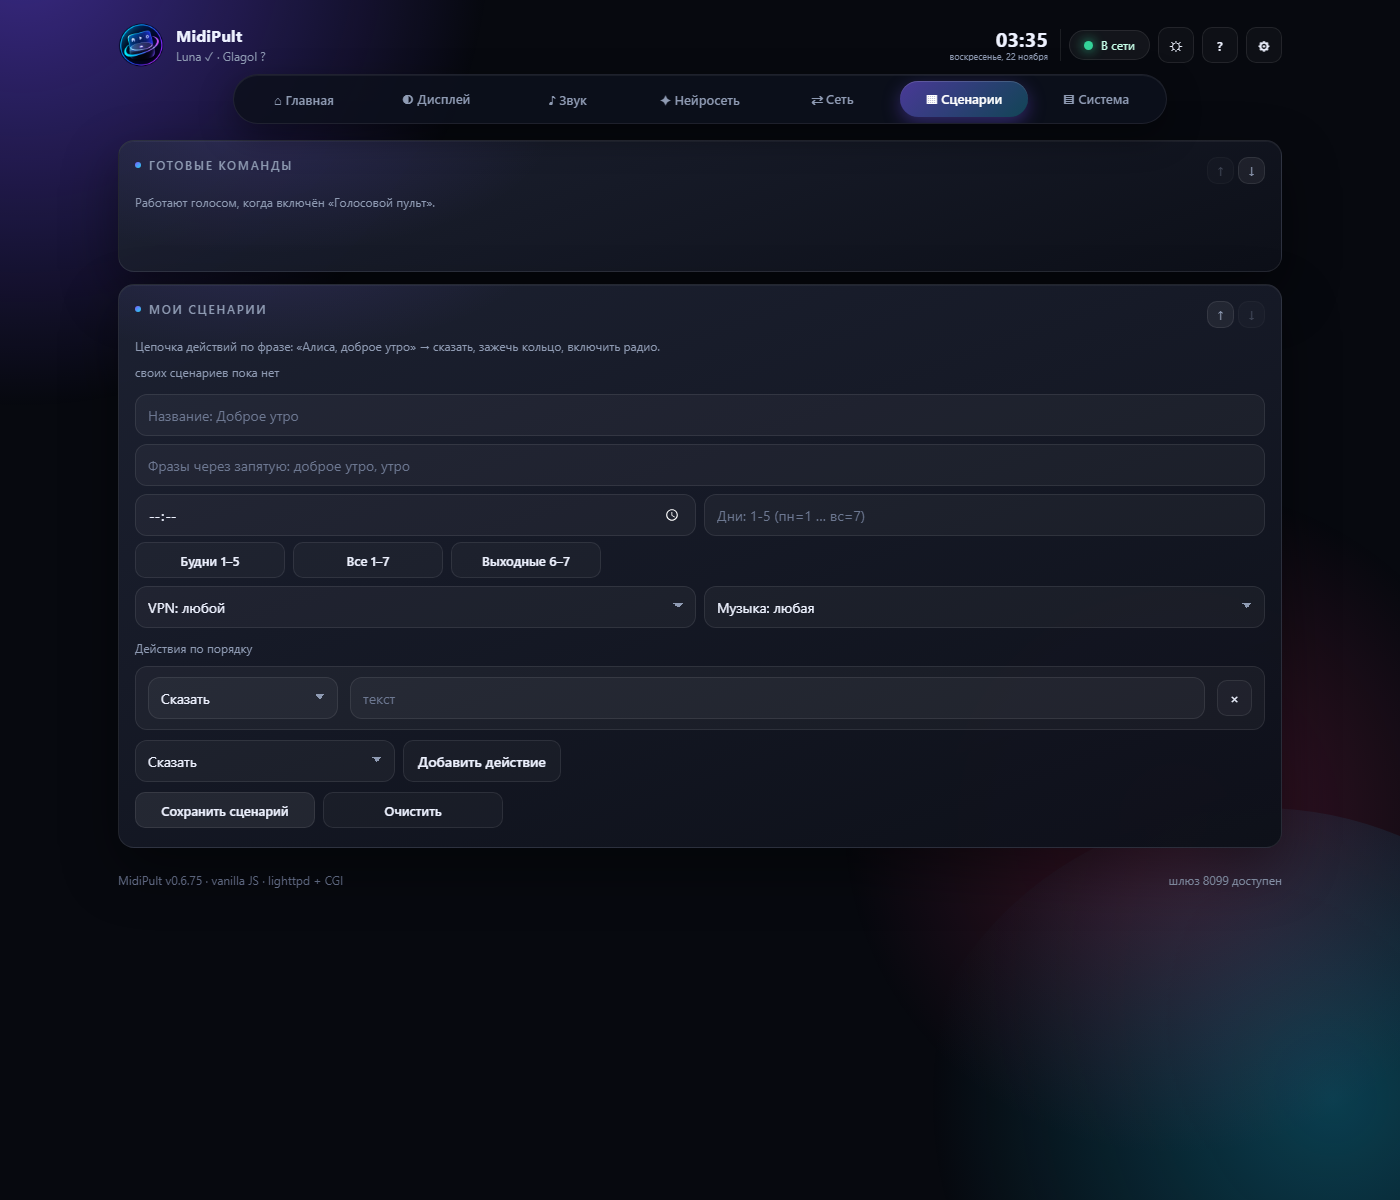 MidiPult
Luna ✓ · Glagol ?
03:35
воскресенье, 22 ноября
В сети
?
⌂ Главная
◐ Дисплей
♪ Звук
✦ Нейросеть
⇄ Сеть
▦ Сценарии
▤ Система
ГОТОВЫЕ КОМАНДЫ
↑ ↓
Работают голосом, когда включён «Голосовой пульт».
МОИ СЦЕНАРИИ
↑ ↓
Цепочка действий по фразе: «Алиса, доброе утро» → сказать, зажечь кольцо, включить радио.
своих сценариев пока нет
Название: Доброе утро
Фразы через запятую: доброе утро, утро
--:--
Дни: 1-5 (пн=1 ... вс=7)
Будни 1–5
Все 1–7
Выходные 6–7
VPN: любой
Музыка: любая
Действия по порядку
Сказать
текст
×
Сказать
Добавить действие
Сохранить сценарий
Очистить
MidiPult v0.6.75 · vanilla JS · lighttpd + CGI
шлюз 8099 доступен